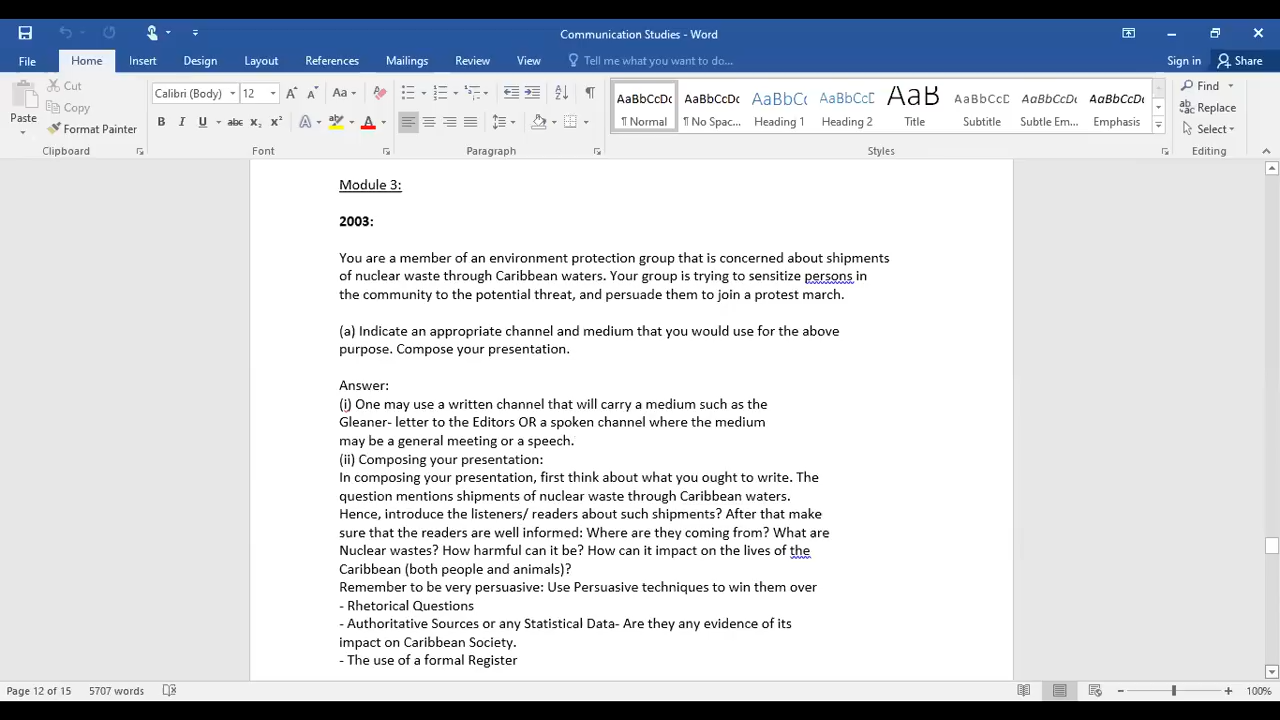 Communication Studies - Word
File
Home
Insert
Design
Layout
References
Mailings
Review
View
Tell me what you want to do...
Sign in
Share
Paste
Cut
Copy
Format Painter
Clipboard
Calibri (Body)
12
Font
Paragraph
AaBbCcDc
¶ Normal
AaBbCcDc
¶ No Spac...
AaBbCc
Heading 1
AaBbCcD
Heading 2
AaB
Title
AaBbCcD
Subtitle
AaBbCcDc
Subtle Em...
AaBbCcDc
Emphasis
Styles
Find
Replace
Select
Editing
Module 3:
2003:
You are a member of an environment protection group that is concerned about shipments
of nuclear waste through Caribbean waters. Your group is trying to sensitize persons in
the community to the potential threat, and persuade them to join a protest march.
(a) Indicate an appropriate channel and medium that you would use for the above
purpose. Compose your presentation.
Answer:
(i) One may use a written channel that will carry a medium such as the
Gleaner- letter to the Editors OR a spoken channel where the medium
may be a general meeting or a speech.
(ii) Composing your presentation:
In composing your presentation, first think about what you ought to write. The
question mentions shipments of nuclear waste through Caribbean waters.
Hence, introduce the listeners/ readers about such shipments? After that make
sure that the readers are well informed: Where are they coming from? What are
Nuclear wastes? How harmful can it be? How can it impact on the lives of the
Caribbean (both people and animals)?
Remember to be very persuasive: Use Persuasive techniques to win them over
- Rhetorical Questions
- Authoritative Sources or any Statistical Data- Are they any evidence of its
impact on Caribbean Society.
- The use of a formal Register
Page 12 of 15
5707 words
100%